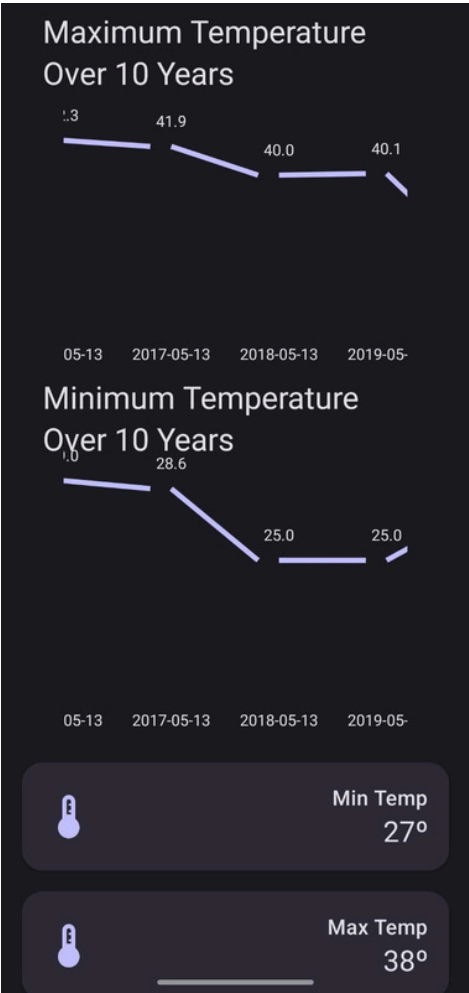 Maximum Temperature
Over 10 Years
.3
41.9
40.0
40.1
05-13 2017-05-13 2018-05-13 2019-05-
Minimum Temperature
Over 10 Years
.0
28.6
25.0
25.0
05-13 2017-05-13 2018-05-13 2019-05-
Min Temp
27º
Max Temp
38º